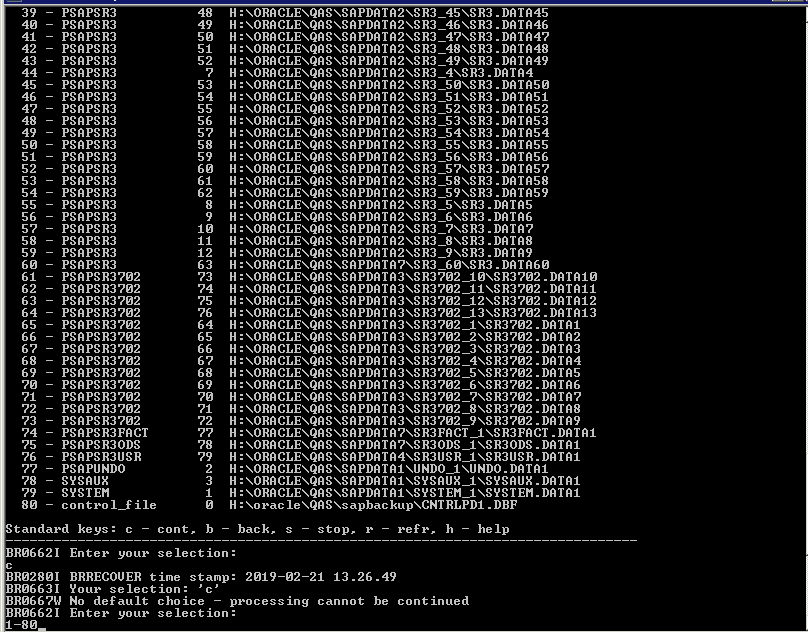 39 - PSAPSR3 48 H:\ORACLE\QAS\SAPDATA2\SR3_45\SR3.DATA45
40 - PSAPSR3 49 H:\ORACLE\QAS\SAPDATA2\SR3_46\SR3.DATA46
41 - PSAPSR3 50 H:\ORACLE\QAS\SAPDATA2\SR3_47\SR3.DATA47
42 - PSAPSR3 51 H:\ORACLE\QAS\SAPDATA2\SR3_48\SR3.DATA48
43 - PSAPSR3 52 H:\ORACLE\QAS\SAPDATA2\SR3_49\SR3.DATA49
44 - PSAPSR3 7 H:\ORACLE\QAS\SAPDATA2\SR3_4\SR3.DATA4
45 - PSAPSR3 53 H:\ORACLE\QAS\SAPDATA2\SR3_50\SR3.DATA50
46 - PSAPSR3 54 H:\ORACLE\QAS\SAPDATA2\SR3_51\SR3.DATA51
47 - PSAPSR3 55 H:\ORACLE\QAS\SAPDATA2\SR3_52\SR3.DATA52
48 - PSAPSR3 56 H:\ORACLE\QAS\SAPDATA2\SR3_53\SR3.DATA53
49 - PSAPSR3 57 H:\ORACLE\QAS\SAPDATA2\SR3_54\SR3.DATA54
50 - PSAPSR3 58 H:\ORACLE\QAS\SAPDATA2\SR3_55\SR3.DATA55
51 - PSAPSR3 59 H:\ORACLE\QAS\SAPDATA2\SR3_56\SR3.DATA56
52 - PSAPSR3 60 H:\ORACLE\QAS\SAPDATA2\SR3_57\SR3.DATA57
53 - PSAPSR3 61 H:\ORACLE\QAS\SAPDATA2\SR3_58\SR3.DATA58
54 - PSAPSR3 62 H:\ORACLE\QAS\SAPDATA2\SR3_59\SR3.DATA59
55 - PSAPSR3 8 H:\ORACLE\QAS\SAPDATA2\SR3_5\SR3.DATA5
56 - PSAPSR3 9 H:\ORACLE\QAS\SAPDATA2\SR3_6\SR3.DATA6
57 - PSAPSR3 10 H:\ORACLE\QAS\SAPDATA2\SR3_7\SR3.DATA7
58 - PSAPSR3 11 H:\ORACLE\QAS\SAPDATA2\SR3_8\SR3.DATA8
59 - PSAPSR3 12 H:\ORACLE\QAS\SAPDATA2\SR3_9\SR3.DATA9
60 - PSAPSR3 63 H:\ORACLE\QAS\SAPDATA7\SR3_60\SR3.DATA60
61 - PSAPSR3702 73 H:\ORACLE\QAS\SAPDATA3\SR3702_10\SR3702.DATA10
62 - PSAPSR3702 74 H:\ORACLE\QAS\SAPDATA3\SR3702_11\SR3702.DATA11
63 - PSAPSR3702 75 H:\ORACLE\QAS\SAPDATA3\SR3702_12\SR3702.DATA12
64 - PSAPSR3702 76 H:\ORACLE\QAS\SAPDATA3\SR3702_13\SR3702.DATA13
65 - PSAPSR3702 64 H:\ORACLE\QAS\SAPDATA3\SR3702_1\SR3702.DATA1
66 - PSAPSR3702 65 H:\ORACLE\QAS\SAPDATA3\SR3702_2\SR3702.DATA2
67 - PSAPSR3702 66 H:\ORACLE\QAS\SAPDATA3\SR3702_3\SR3702.DATA3
68 - PSAPSR3702 67 H:\ORACLE\QAS\SAPDATA3\SR3702_4\SR3702.DATA4
69 - PSAPSR3702 68 H:\ORACLE\QAS\SAPDATA3\SR3702_5\SR3702.DATA5
70 - PSAPSR3702 69 H:\ORACLE\QAS\SAPDATA3\SR3702_6\SR3702.DATA6
71 - PSAPSR3702 70 H:\ORACLE\QAS\SAPDATA3\SR3702_7\SR3702.DATA7
72 - PSAPSR3702 71 H:\ORACLE\QAS\SAPDATA3\SR3702_8\SR3702.DATA8
73 - PSAPSR3702 72 H:\ORACLE\QAS\SAPDATA3\SR3702_9\SR3702.DATA9
74 - PSAPSR3FACT 77 H:\ORACLE\QAS\SAPDATA7\SR3FACT_1\SR3FACT.DATA1
75 - PSAPSR3ODS 78 H:\ORACLE\QAS\SAPDATA7\SR3ODS_1\SR3ODS.DATA1
76 - PSAPSR3USR 79 H:\ORACLE\QAS\SAPDATA4\SR3USR_1\SR3USR.DATA1
77 - PSAPUNDO 2 H:\ORACLE\QAS\SAPDATA1\UNDO_1\UNDO.DATA1
78 - SYSAUX 3 H:\ORACLE\QAS\SAPDATA1\SYSAUX_1\SYSAUX.DATA1
79 - SYSTEM 1 H:\ORACLE\QAS\SAPDATA1\SYSTEM_1\SYSTEM.DATA1
80 - control_file 0 H:\oracle\QAS\sapbackup\CNTRLPD1.DBF
Standard keys: c - cont, b - back, s - stop, r - refr, h - help
-------------------------------------------------------------------------------
BR0662I Enter your selection:
c
BR0280I BRRECOVER time stamp: 2019-02-21 13.26.49
BR0663I Your selection: 'c'
BR0667W No default choice - processing cannot be continued
BR0662I Enter your selection:
1-80_